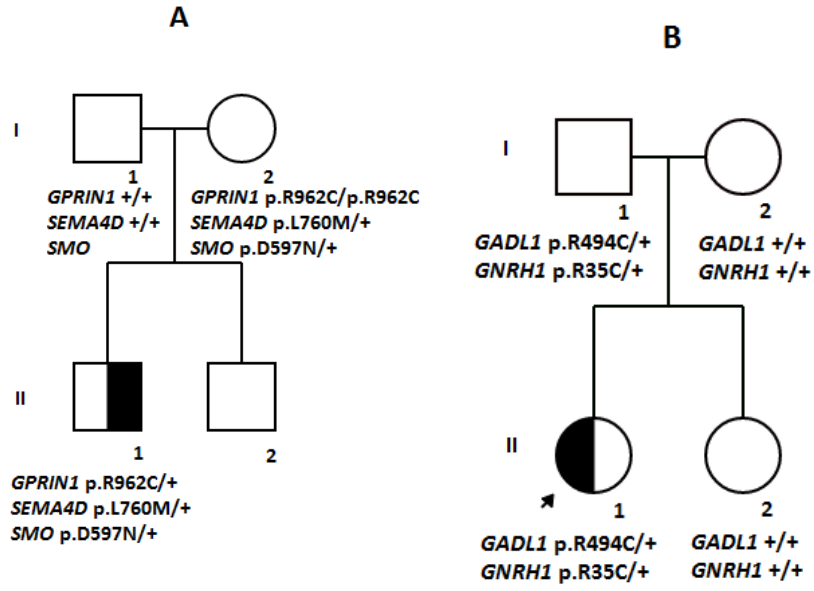 A
I
1
2
GPRIN1 +/+
SEMA4D +/+
SMO
GPRIN1 p.R962C/p.R962C
SEMA4D p.L760M/+
SMO p.D597N/+
II
1
2
GPRIN1 p.R962C/+
SEMA4D p.L760M/+
SMO p.D597N/+
B
I
1
2
GADL1 p.R494C/+
GNRH1 p.R35C/+
GADL1 +/+
GNRH1 +/+
II
1
2
GADL1 p.R494C/+
GNRH1 p.R35C/+
GADL1 +/+
GNRH1 +/+